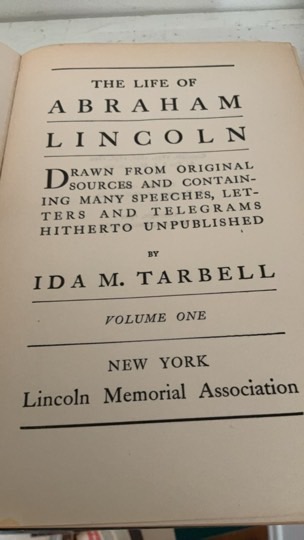 THE LIFE OF
ABRAHAM
LINCOLN
DRAWN FROM ORIGINAL
SOURCES AND CONTAIN-
ING MANY SPEECHES, LET-
TERS AND TELEGRAMS
HITHERTO UNPUBLISHED
BY
IDA M. TARBELL
VOLUME ONE
NEW YORK
Lincoln Memorial Association